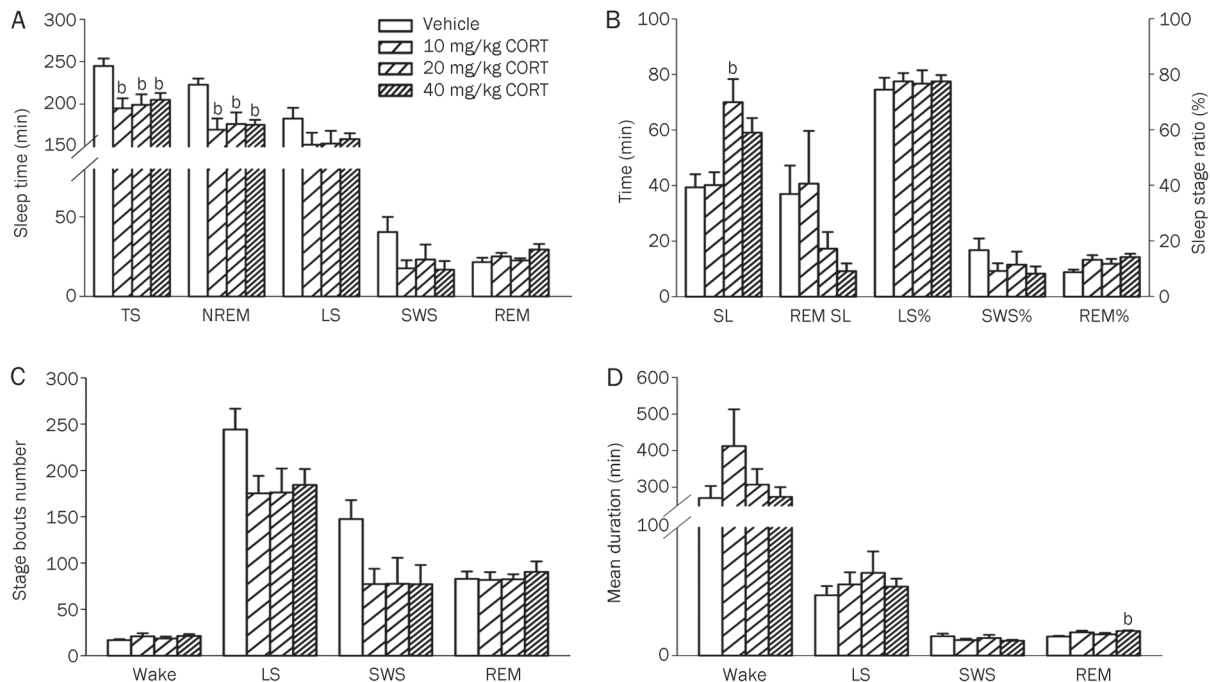 A
300
250
200
150
50
0
Sleep time (min)
b b b
b b b
TS NREM LS SWS REM
Vehicle
10 mg/kg CORT
20 mg/kg CORT
40 mg/kg CORT
B
100
80
60
40
20
0
Time (min)
b
SL REM SL LS% SWS% REM%
100
80
60
40
20
0
Sleep stage ratio (%)
C
300
250
200
150
100
50
0
Stage bouts number
Wake LS SWS REM
D
600
500
400
300
100
0
Mean duration (min)
b
Wake LS SWS REM